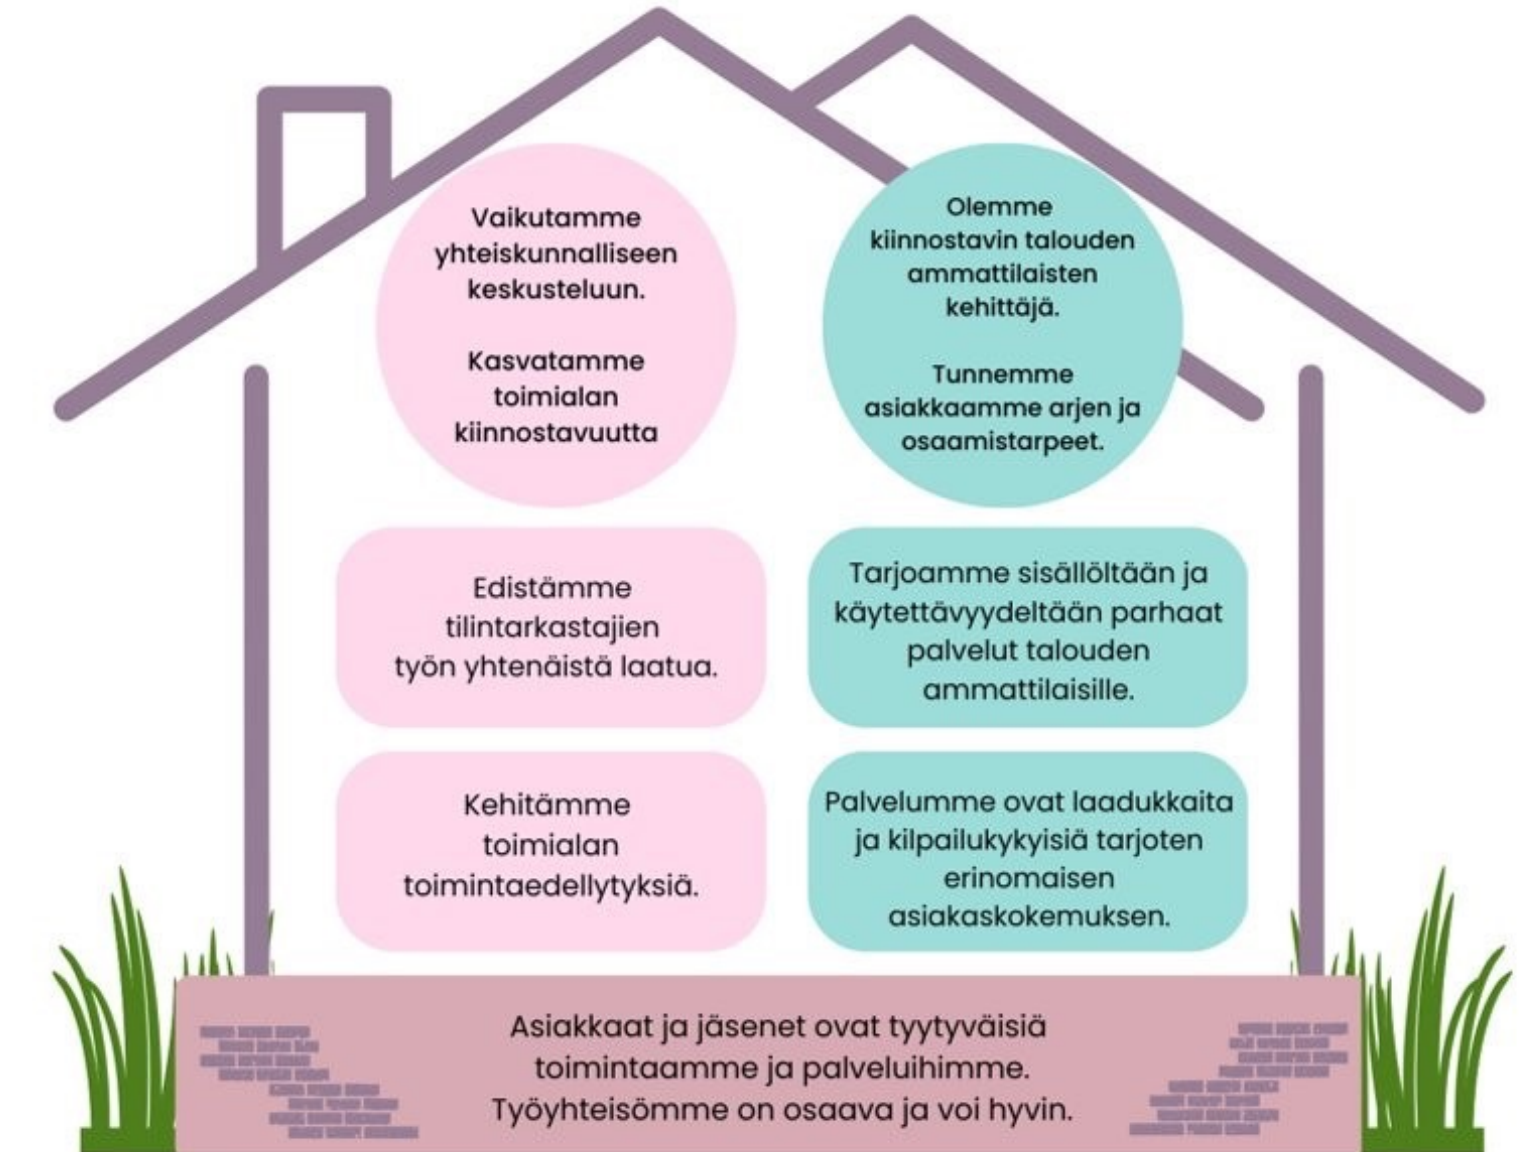 Vaikutamme
yhteiskunnalliseen
keskusteluun.
Kasvatamme
toimialan
kiinnostavuutta
Olemme
kiinnostavin talouden
ammattilaisten
kehittäjä.
Tunnemme
asiakkaamme arjen ja
osaamistarpeet.
Edistämme
tilintarkastajien
työn yhtenäistä laatua.
Tarjoamme sisällöltään ja
käytettävyydeltään parhaat
palvelut talouden
ammattilaisille.
Kehitämme
toimialan
toimintaedellytyksiä.
Palvelumme ovat laadukkaita
ja kilpailukykyisiä tarjoten
erinomaisen
asiakaskokemuksen.
Asiakkaat ja jäsenet ovat tyytyväisiä
toimintaamme ja palveluihimme.
Työyhteisömme on osaava ja voi hyvin.